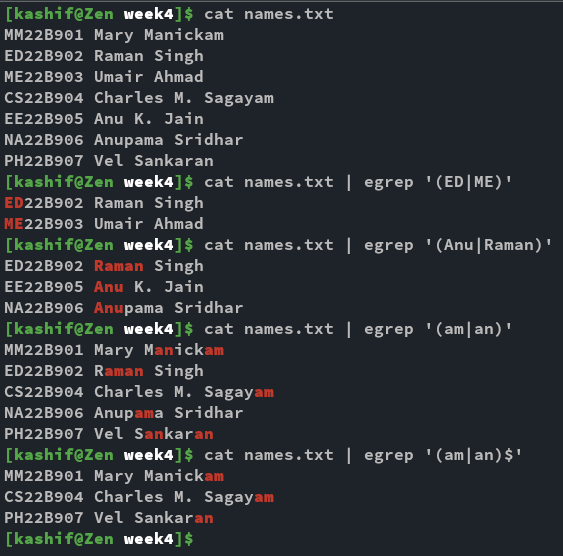 [kashif@Zen week4]$ cat names.txt
MM22B901 Mary Manickam
ED22B902 Raman Singh
ME22B903 Umair Ahmad
CS22B904 Charles M. Sagayam
EE22B905 Anu K. Jain
NA22B906 Anupama Sridhar
PH22B907 Vel Sankaran
[kashif@Zen week4]$ cat names.txt | egrep '(ED|ME)'
ED22B902 Raman Singh
ME22B903 Umair Ahmad
[kashif@Zen week4]$ cat names.txt | egrep '(Anu|Raman)'
ED22B902 Raman Singh
EE22B905 Anu K. Jain
NA22B906 Anupama Sridhar
[kashif@Zen week4]$ cat names.txt | egrep '(am|an)'
MM22B901 Mary Manickam
ED22B902 Raman Singh
CS22B904 Charles M. Sagayam
NA22B906 Anupama Sridhar
PH22B907 Vel Sankaran
[kashif@Zen week4]$ cat names.txt | egrep '(am|an)$'
MM22B901 Mary Manickam
CS22B904 Charles M. Sagayam
PH22B907 Vel Sankaran
[kashif@Zen week4]$